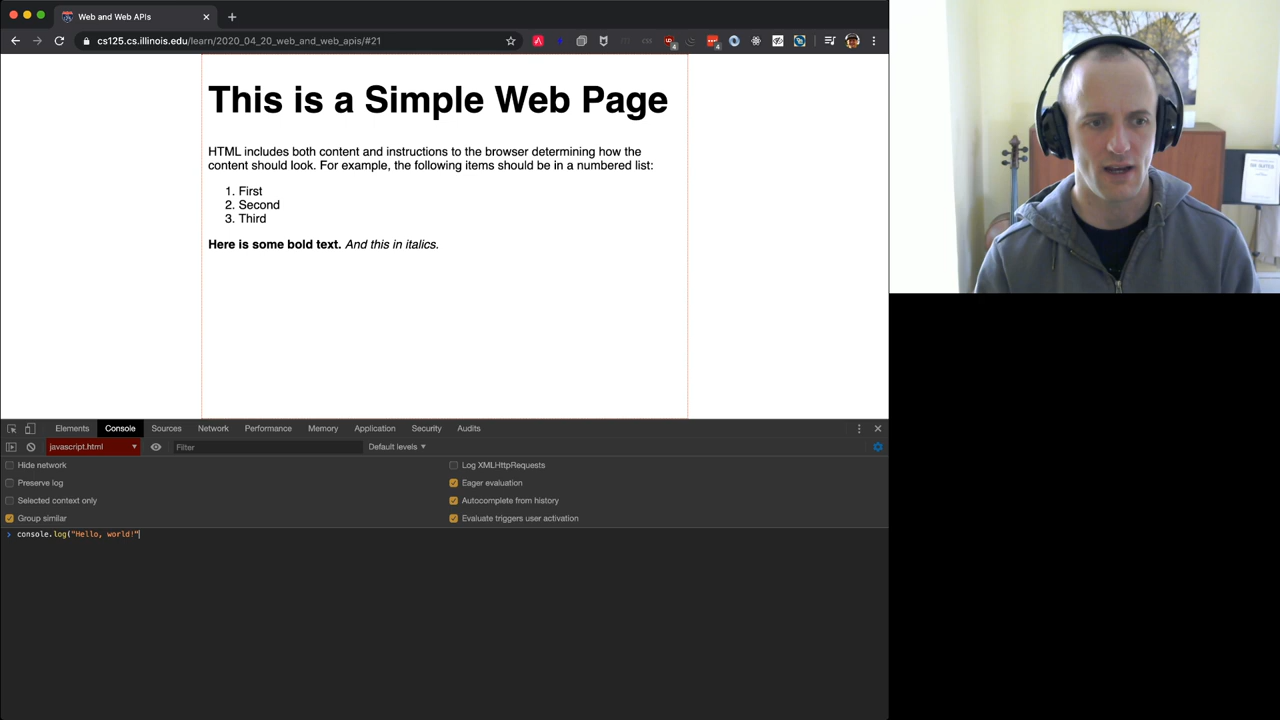 Web and Web APIs
cs125.cs.illinois.edu/learn/2020_04_20_web_and_web_apis/#21
This is a Simple Web Page
HTML includes both content and instructions to the browser determining how the
content should look. For example, the following items should be in a numbered list:
1. First
2. Second
3. Third
Here is some bold text. And this in italics.
Elements Console Sources Network Performance Memory Application Security Audits
javascript.html Filter Default levels
Hide network Log XMLHttpRequests
Preserve log Eager evaluation
Selected context only Autocomplete from history
Group similar Evaluate triggers user activation
> console.log("Hello, world!"